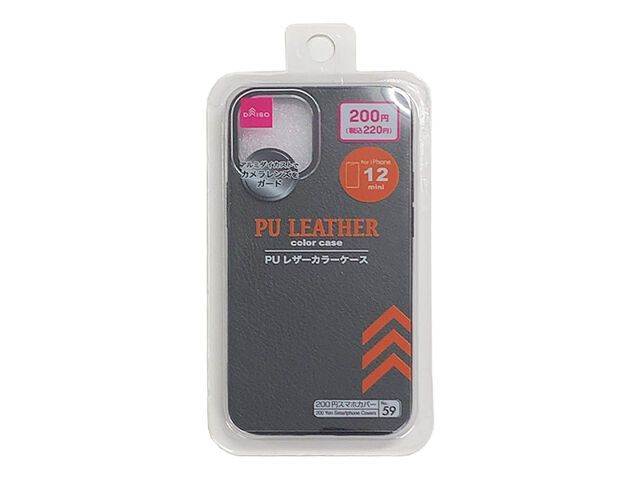 DAISO
200円
(税込220円)
アルミダイカストで
カメラレンズを
ガード
for iPhone
12
mini
PU LEATHER
color case
PU レザーカラーケース
200円スマホカバー
200 Yen Smartphone Covers
No.
59